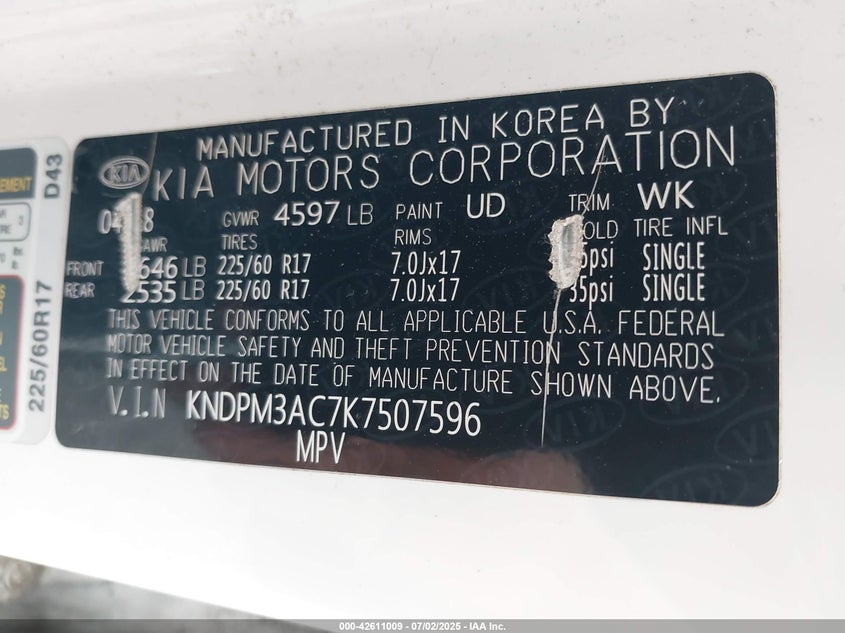 MANUFACTURED IN KOREA BY
KIA KIA MOTORS CORPORATION
GVWR 4597 LB PAINT UD TRIM WK
TIRES RIMS TIRE INFL
FRONT LB 225/60 R17 7.0Jx17 SINGLE
REAR 2535 LB 225/60 R17 7.0Jx17 35psi SINGLE
THIS VEHICLE CONFORMS TO ALL APPLICABLE U.S.A. FEDERAL
MOTOR VEHICLE SAFETY AND THEFT PREVENTION STANDARDS
IN EFFECT ON THE DATE OF MANUFACTURE SHOWN ABOVE.
V.I.N KNDPM3AC7K7507596
MPV
D43
225/60R17
000-42611009 - 07/02/2025 - IAA Inc.